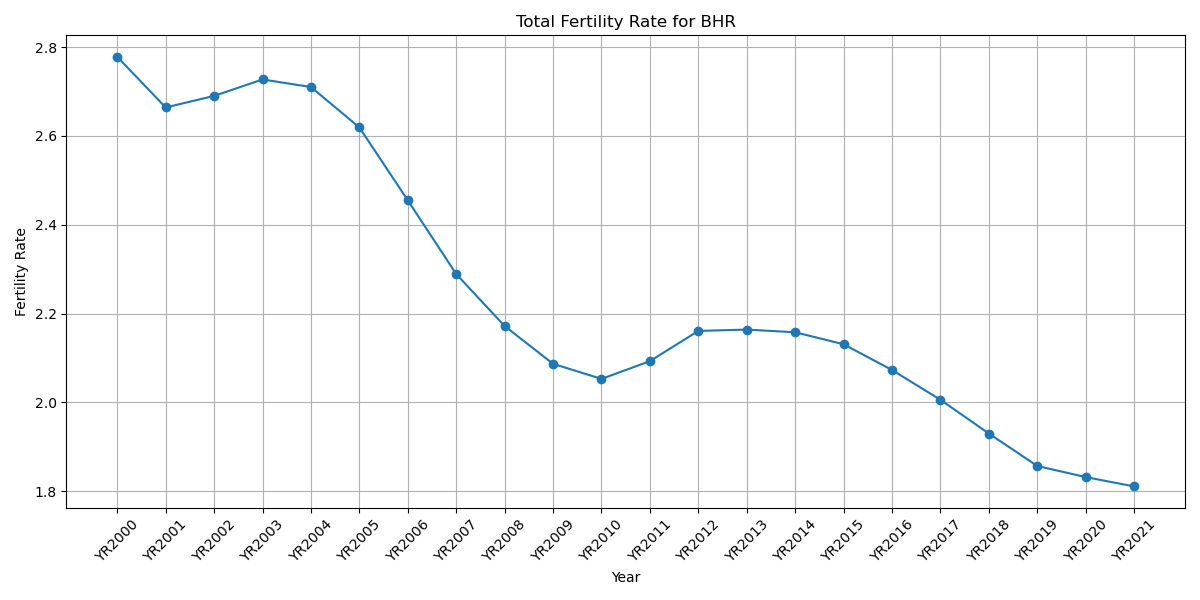 Total Fertility Rate for BHR
Fertility Rate
2.8
2.6
2.4
2.2
2.0
1.8
YR2000
YR2001
YR2002
YR2003
YR2004
YR2005
YR2006
YR2007
YR2008
YR2009
YR2010
YR2011
YR2012
YR2013
YR2014
YR2015
YR2016
YR2017
YR2018
YR2019
YR2020
YR2021
Year